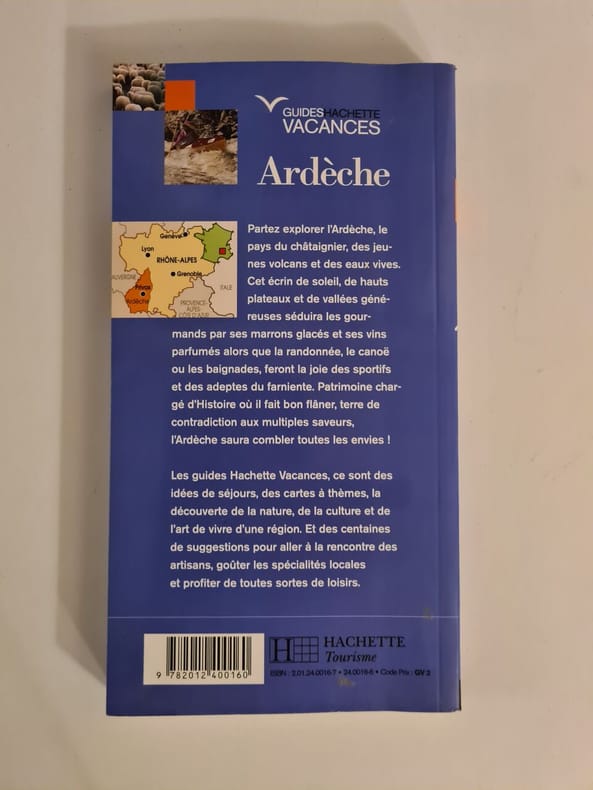 GUIDES HACHETTE
VACANCES
Ardèche
Genève
Lyon
RHÔNE-ALPES
Grenoble
AUVERGNE
ITALIE
Privas
Ardèche
PROVENCE-
ALPES
CÔTE D'AZUR
Partez explorer l'Ardèche, le
pays du châtaignier, des jeu-
nes volcans et des eaux vives.
Cet écrin de soleil, de hauts
plateaux et de vallées géné-
reuses séduira les gour-
mands par ses marrons glacés et ses vins
parfumés alors que la randonnée, le canoë
ou les baignades, feront la joie des sportifs
et des adeptes du farniente. Patrimoine char-
gé d'Histoire où il fait bon flâner, terre de
contradiction aux multiples saveurs,
l'Ardèche saura combler toutes les envies !
Les guides Hachette Vacances, ce sont des
idées de séjours, des cartes à thèmes, la
découverte de la nature, de la culture et de
l'art de vivre d'une région. Et des centaines
de suggestions pour aller à la rencontre des
artisans, goûter les spécialités locales
et profiter de toutes sortes de loisirs.
9 782012 400160
H
HACHETTE
Tourisme
ISBN : 2.01.24.0016-7 • 24.0016-6 • Code Prix : GV 2